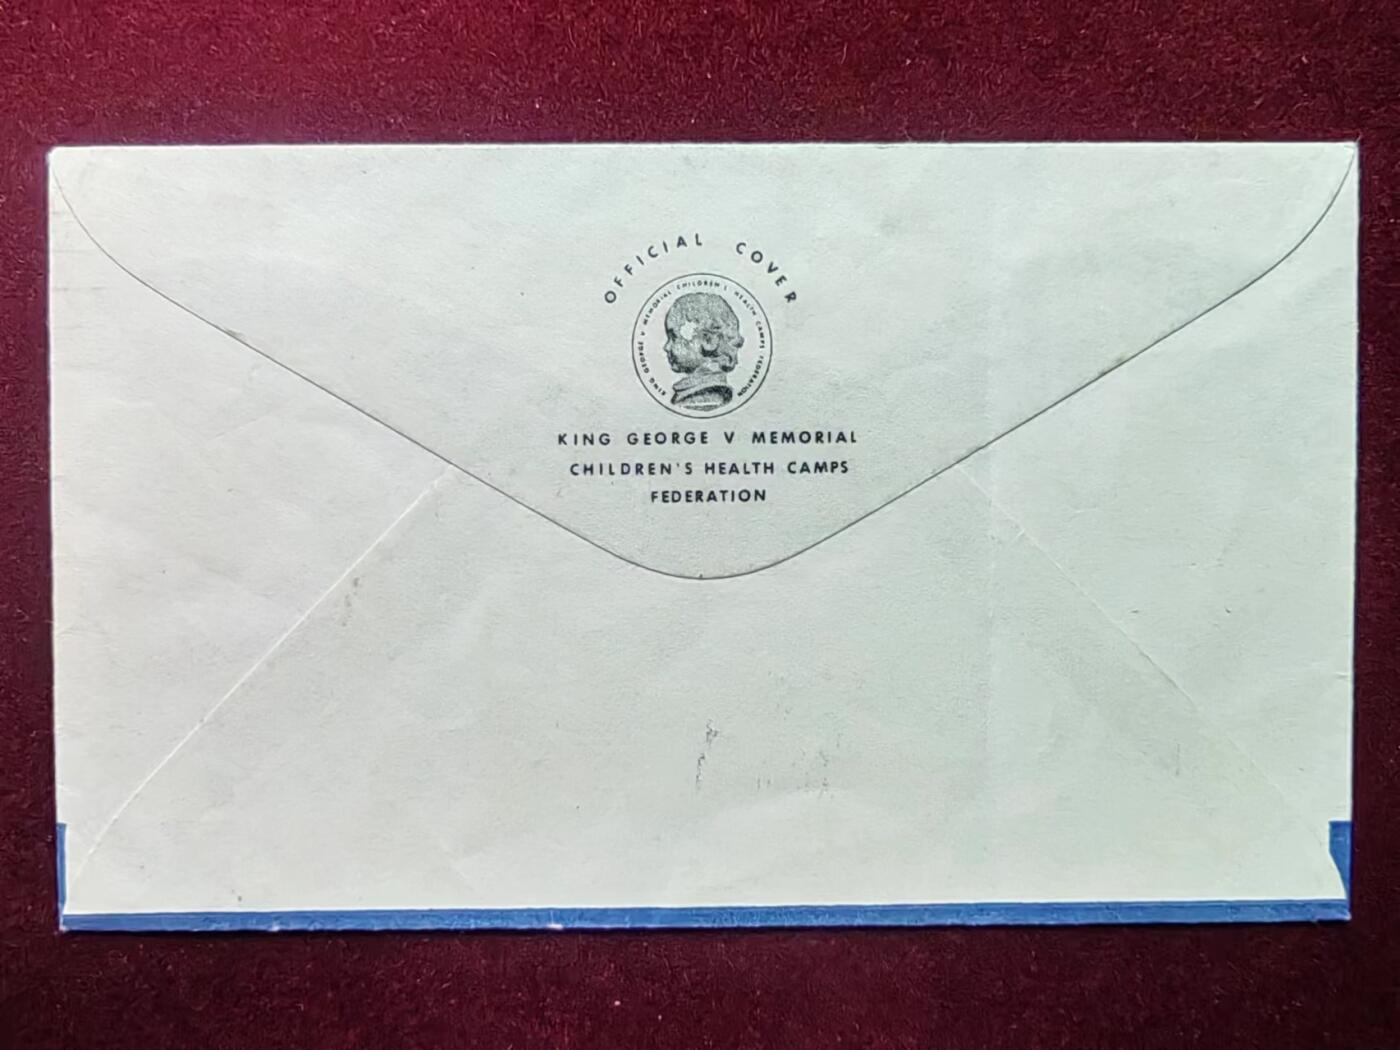 OFFICIAL COVER
KING GEORGE V MEMORIAL CHILDREN'S HEALTH CAMPS FEDERATION
KING GEORGE V MEMORIAL
CHILDREN'S HEALTH CAMPS
FEDERATION